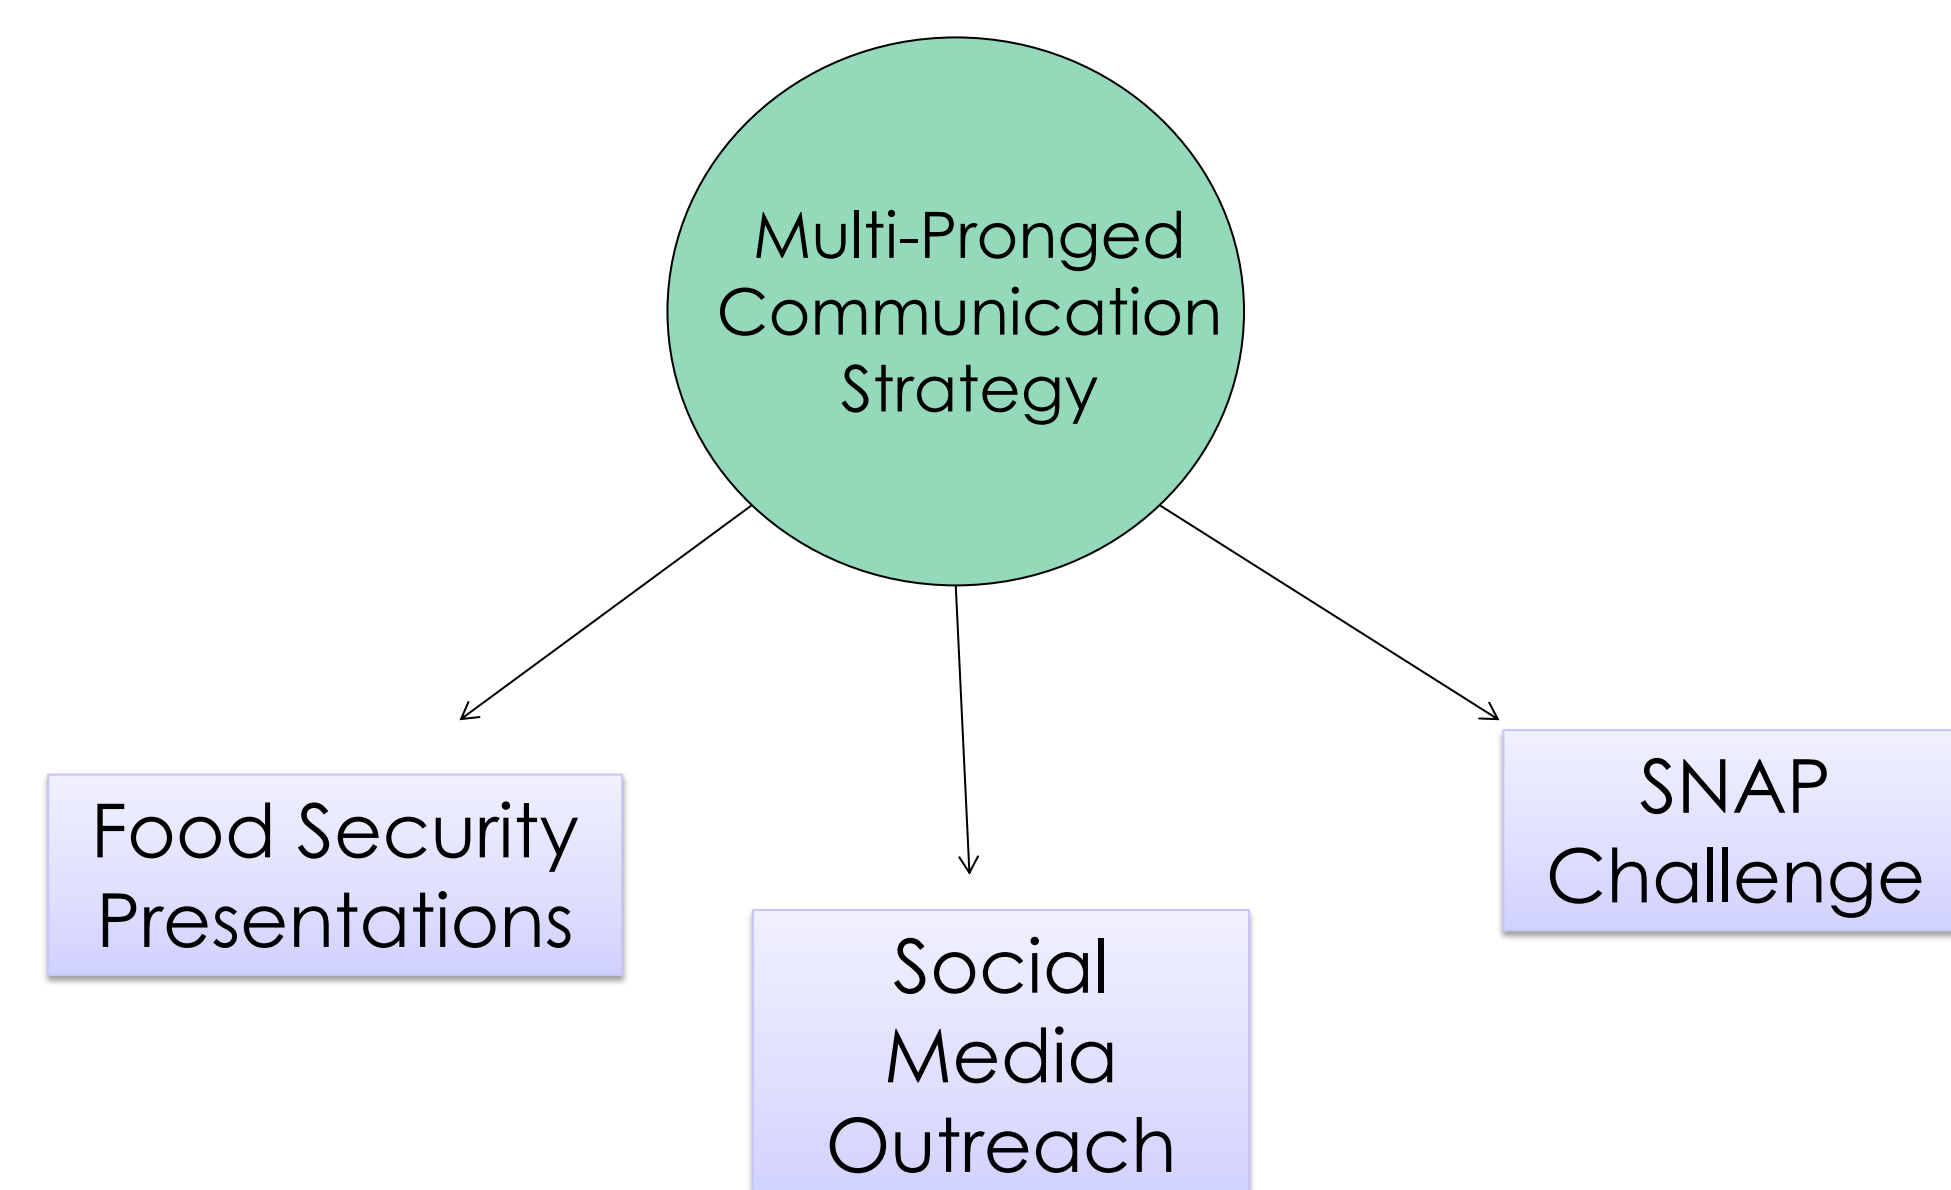 Multi-Pronged
Communication
Strategy
Food Security
Presentations
Social
Media
Outreach
SNAP
Challenge